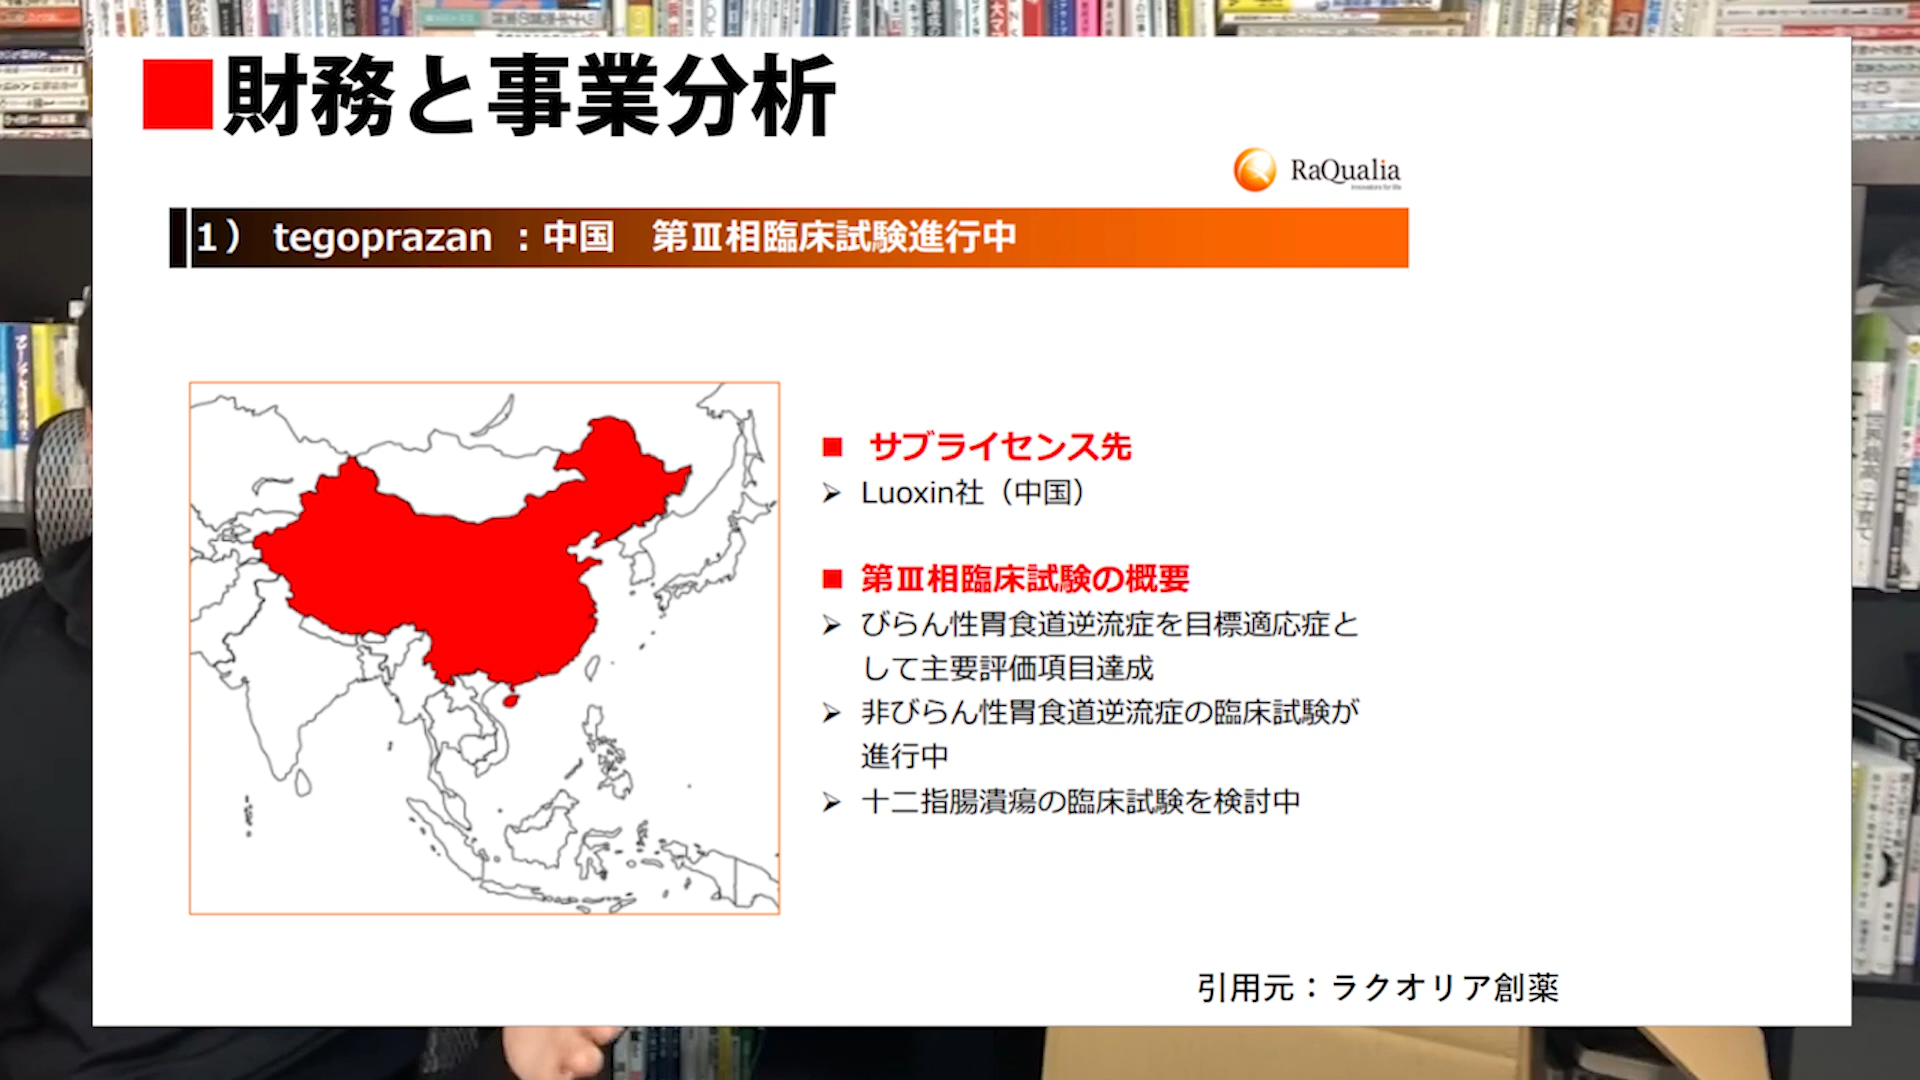 ■財務と事業分析
RaQualia
innovators for life
1） tegoprazan ：中国　第Ⅲ相臨床試験進行中
■ サブライセンス先
➢ Luoxin社（中国）
■ 第Ⅲ相臨床試験の概要
➢ びらん性胃食道逆流症を目標適応症と
して主要評価項目達成
➢ 非びらん性胃食道逆流症の臨床試験が
進行中
➢ 十二指腸潰瘍の臨床試験を検討中
引用元：ラクオリア創薬